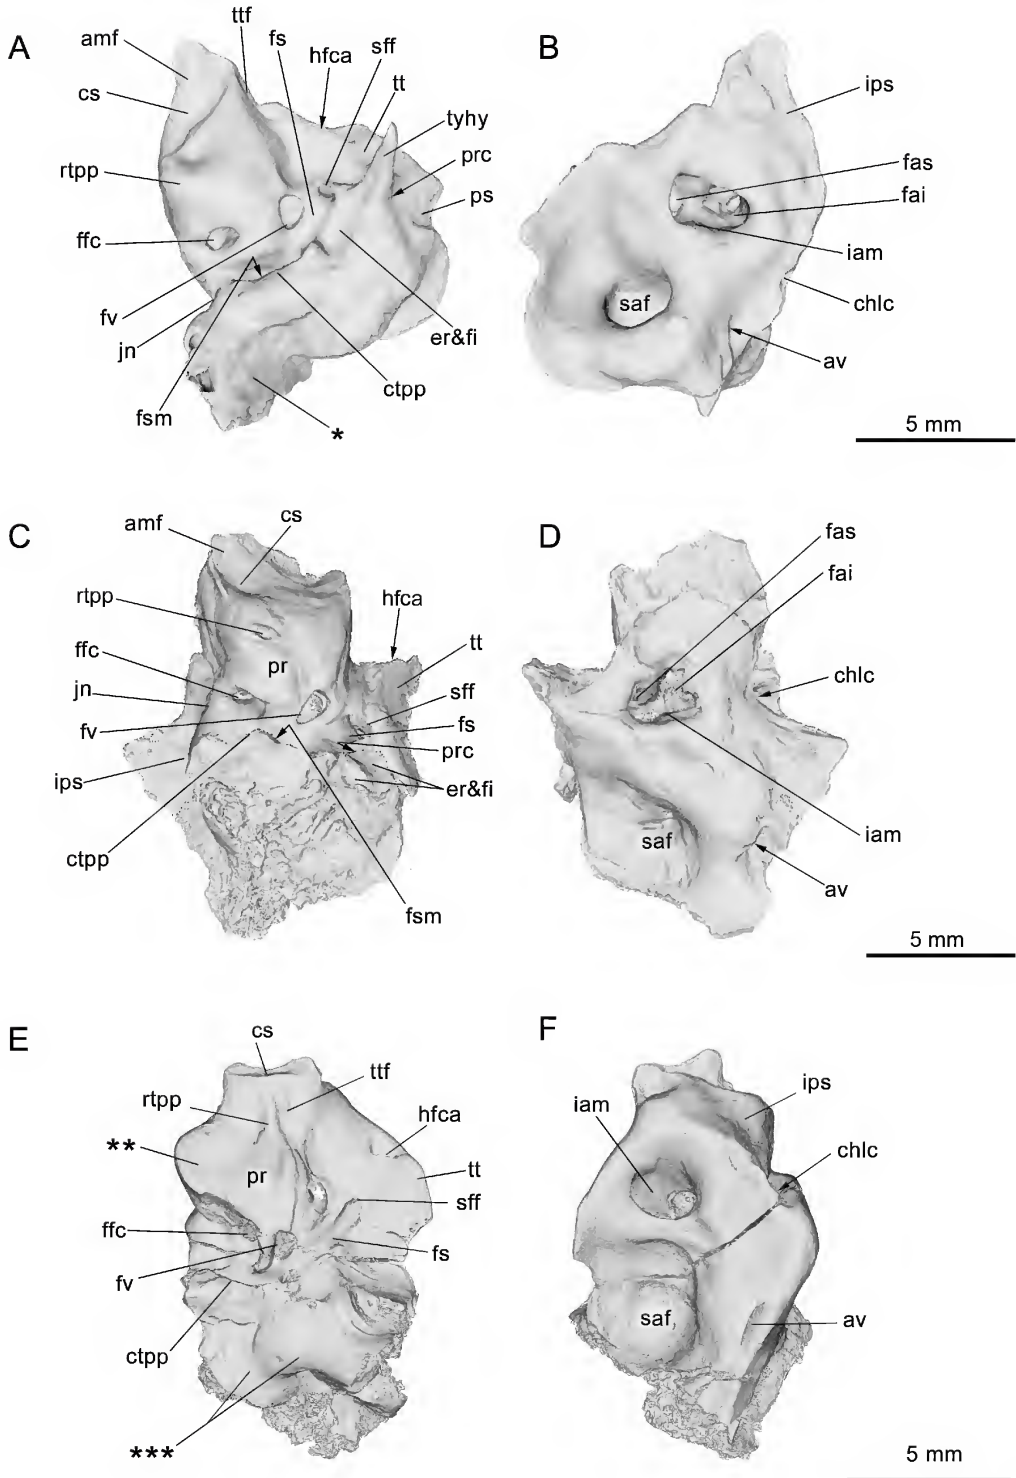 A
ttf
fs
hfca
sff
tt
tyhy
prc
ps
amf
cs
rtpp
ffc
fv
jn
fsm
*
ctpp
er&fi
B
ips
fas
fai
iam
chlc
saf
av
5 mm
C
amf
cs
rtpp
hfca
ffc
pr
tt
jn
sff
fv
fs
prc
ips
er&fi
ctpp
fsm
D
fas
fai
chlc
saf
iam
av
5 mm
E
cs
ttf
rtpp
hfca
**
pr
tt
sff
ffc
fs
fv
ctpp
***
F
iam
ips
chlc
saf
av
5 mm